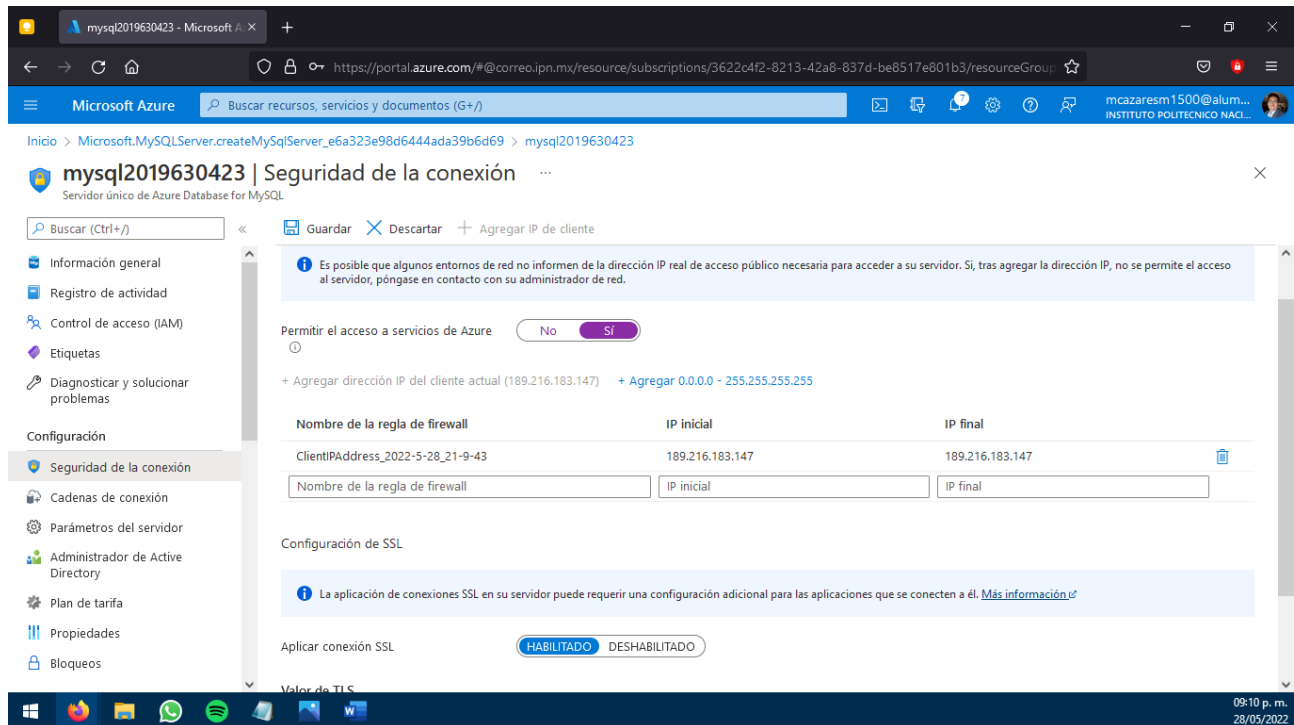 mysql2019630423 - Microsoft A
https://portal.azure.com/#@correo.ipn.mx/resource/subscriptions/3622c4f2-8213-42a8-837d-be8517e801b3/resourceGroup
Microsoft Azure
Buscar recursos, servicios y documentos (G+/)
7
mcazaresm1500@alum...
INSTITUTO POLITECNICO NACI...
Inicio > Microsoft.MySQLServer.createMySqlServer_e6a323e98d6444ada39b6d69 > mysql2019630423
mysql2019630423 | Seguridad de la conexión ...
Servidor único de Azure Database for MySQL
Buscar (Ctrl+/)
«
Información general
Registro de actividad
Control de acceso (IAM)
Etiquetas
Diagnosticar y solucionar
problemas
Configuración
Seguridad de la conexión
Cadenas de conexión
Parámetros del servidor
Administrador de Active
Directory
Plan de tarifa
Propiedades
Bloqueos
Guardar Descartar + Agregar IP de cliente
Es posible que algunos entornos de red no informen de la dirección IP real de acceso público necesaria para acceder a su servidor. Si, tras agregar la dirección IP, no se permite el acceso
al servidor, póngase en contacto con su administrador de red.
Permitir el acceso a servicios de Azure No Sí
+ Agregar dirección IP del cliente actual (189.216.183.147) + Agregar 0.0.0.0 - 255.255.255.255
Nombre de la regla de firewall IP inicial IP final
ClientIPAddress_2022-5-28_21-9-43 189.216.183.147 189.216.183.147
Nombre de la regla de firewall IP inicial IP final
Configuración de SSL
La aplicación de conexiones SSL en su servidor puede requerir una configuración adicional para las aplicaciones que se conecten a él. Más información
Aplicar conexión SSL HABILITADO DESHABILITADO
Valor de TLS
09:10 p. m.
28/05/2022